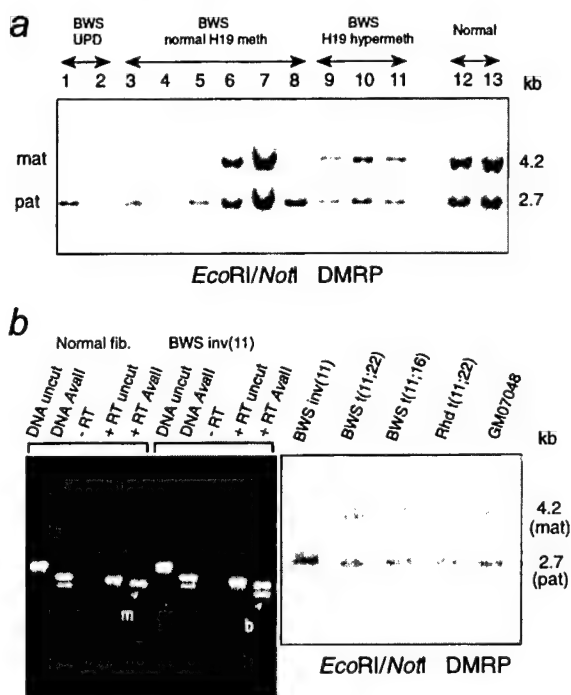 a
BWS UPD
BWS normal H19 meth
BWS H19 hypermeth
Normal
1 2 3 4 5 6 7 8 9 10 11 12 13 kb
mat 4.2
pat 2.7
EcoRI/NotI DMRP
b
Normal fib. BWS inv(11)
DNA uncut
DNA AvaII
- RT
+ RT uncut
+ RT AvaII
DNA uncut
DNA AvaII
- RT
+ RT uncut
+ RT AvaII
BWS inv(11)
BWS t(11;22)
BWS t(11;16)
Rhd t(11;22)
GM07048
kb
4.2 (mat)
2.7 (pat)
m
b
EcoRI/NotI DMRP